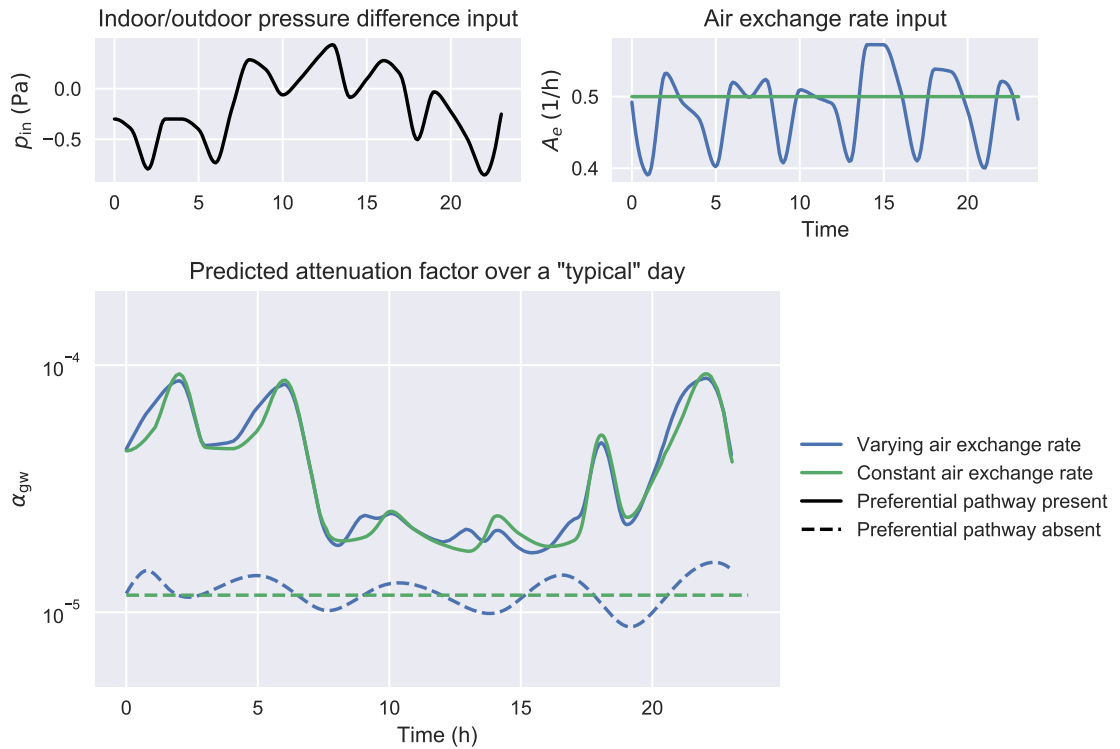 Indoor/outdoor pressure difference input
p_in (Pa)
0.0
−0.5
0 5 10 15 20
Air exchange rate input
A_e (1/h)
0.5
0.4
0 5 10 15 20
Time
Predicted attenuation factor over a "typical" day
α_gw
10^−4
10^−5
0 5 10 15 20
Time (h)
Varying air exchange rate
Constant air exchange rate
Preferential pathway present
Preferential pathway absent